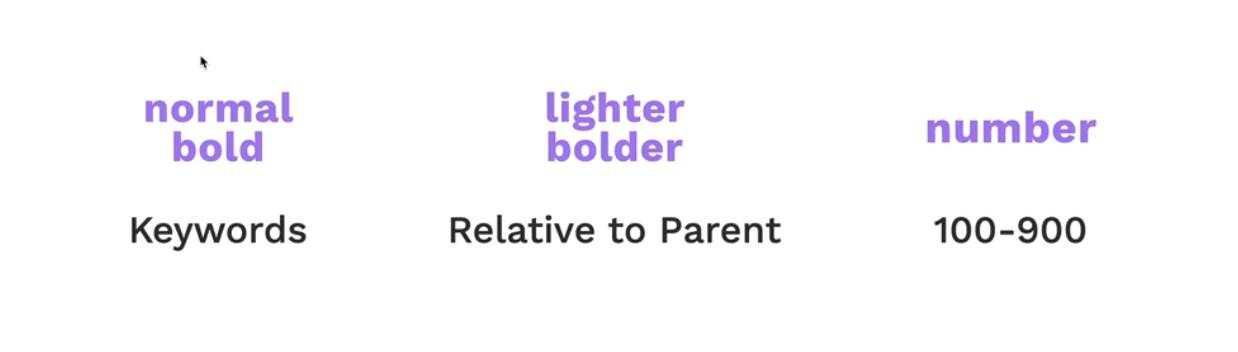 normal
bold
Keywords
lighter
bolder
Relative to Parent
number
100-900